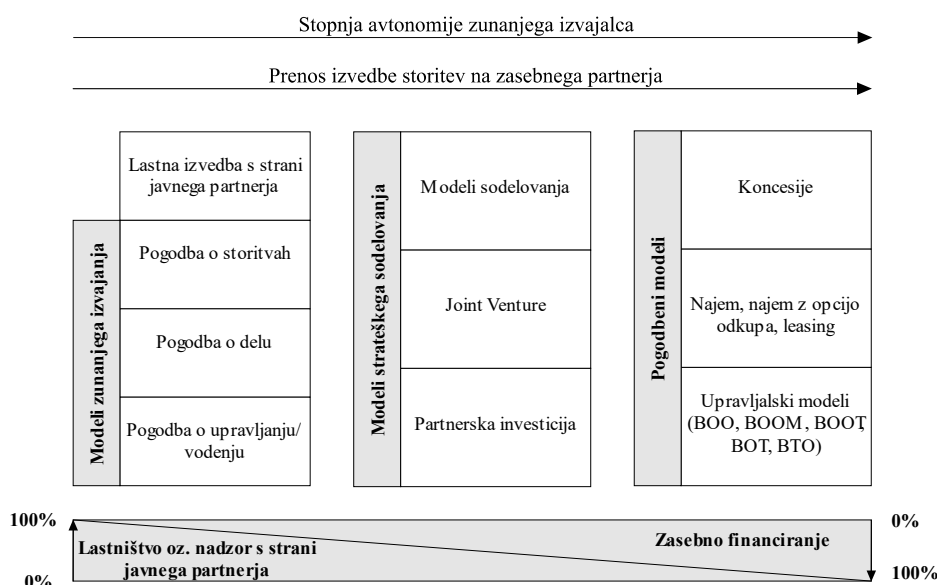 Stopnja avtonomije zunanjega izvajalca
Prenos izvedbe storitev na zasebnega partnerja
Modeli zunanjega izvajanja
Lastna izvedba s strani
javnega partnerja
Pogodba o storitvah
Pogodba o delu
Pogodba o upravljanju/
vodenju
Modeli strateškega sodelovanja
Modeli sodelovanja
Joint Venture
Partnerska investicija
Pogodbeni modeli
Koncesije
Najem, najem z opcijo
odkupa, leasing
Upravljalski modeli
(BOO, BOOM, BOOT,
BOT, BTO)
100%
0%
Lastništvo oz. nadzor s strani
javnega partnerja
Zasebno financiranje
0%
100%